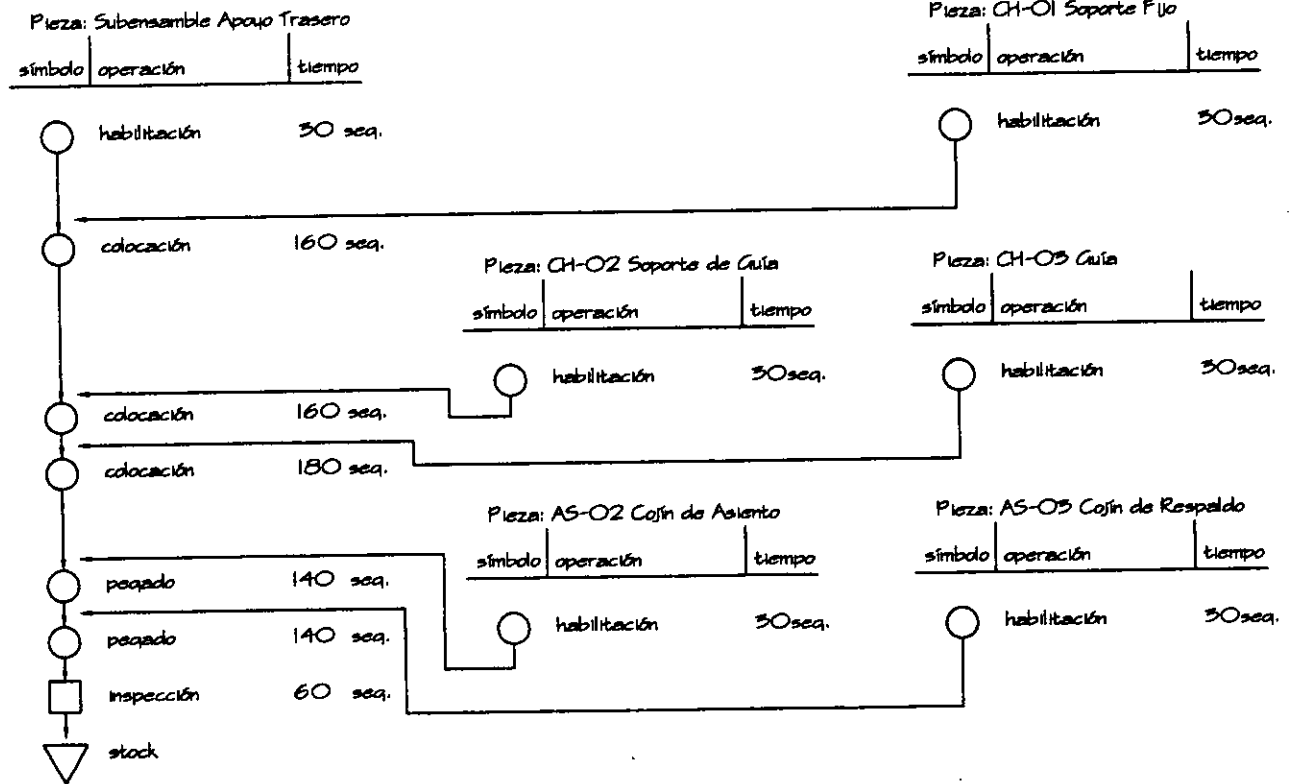 Pieza: Subensamble Apoyo Trasero
símbolo operación tiempo
habilitación 30 seg.
Pieza: CH-01 Soporte Fijo
símbolo operación tiempo
habilitación 30seg.
colocación 160 seg.
Pieza: CH-02 Soporte de Guía
símbolo operación tiempo
habilitación 30seg.
Pieza: CH-03 Guía
símbolo operación tiempo
habilitación 30seg.
colocación 160 seg.
colocación 180 seg.
Pieza: AS-02 Cojín de Asiento
símbolo operación tiempo
habilitación 30seg.
Pieza: AS-03 Cojín de Respaldo
símbolo operación tiempo
habilitación 30seg.
pegado 140 seg.
pegado 140 seg.
inspección 60 seg.
stock